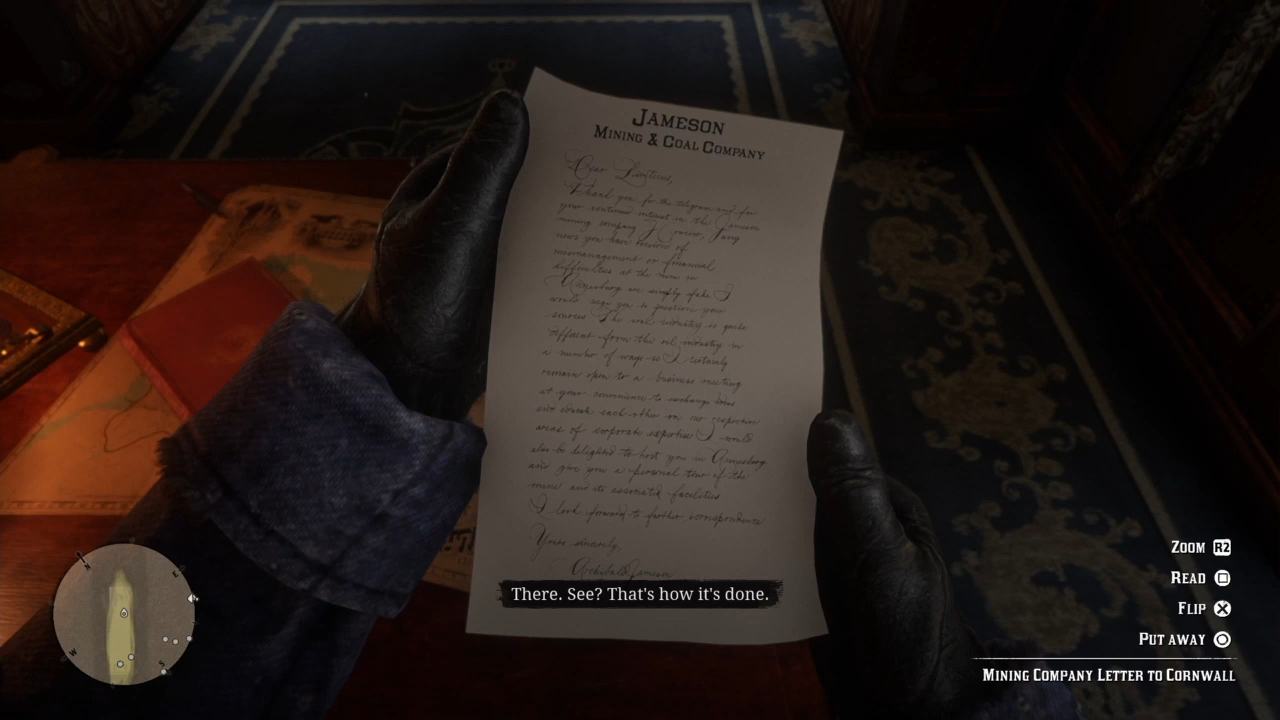 JAMESON
MINING & COAL COMPANY
Dear Leviticus,
Thank you for the telegram and for
your continued interest in the Jameson
mining company of course, Any
news you have receive of
mismanagement or financial
difficulties at the mine in
Annesburg are simply fake I
would urge you to question your
sources The coal industry is quite
different from the oil industry in
a number of ways so I certainly
remain open to a business meeting
at your convenience to exchange ideas
and educate each other on our respective
areas of corporate expertise I would
also be delighted to host you in Annesburg
and give you a personal tour of the
mine and its associated facilities
I look forward to further correspondence
Yours sincerely,
Archibald Jameson
There. See? That's how it's done.
W
E
S
ZOOM R2
READ
FLIP
PUT AWAY
MINING COMPANY LETTER TO CORNWALL